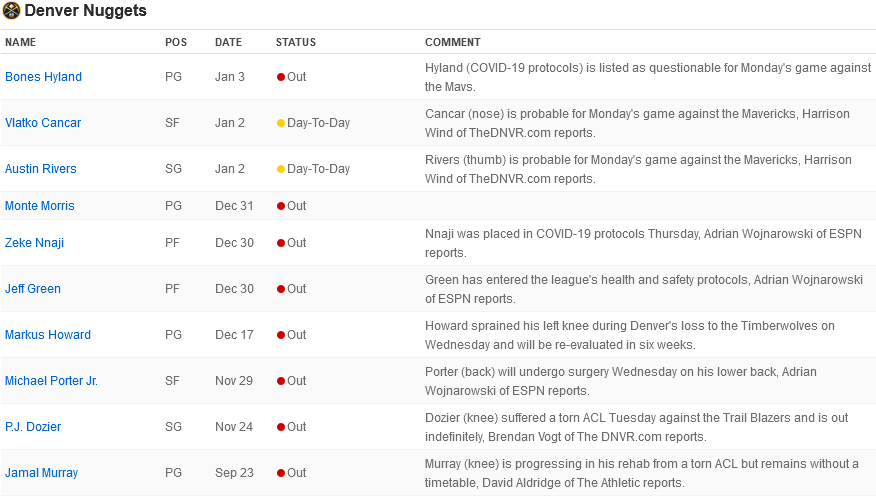 Denver Nuggets
NAME POS DATE STATUS COMMENT
Bones Hyland PG Jan 3 Out Hyland (COVID-19 protocols) is listed as questionable for Monday's game against
the Mavs.
Vlatko Cancar SF Jan 2 Day-To-Day Cancar (nose) is probable for Monday's game against the Mavericks, Harrison
Wind of TheDNVR.com reports.
Austin Rivers SG Jan 2 Day-To-Day Rivers (thumb) is probable for Monday's game against the Mavericks, Harrison
Wind of TheDNVR.com reports.
Monte Morris PG Dec 31 Out
Zeke Nnaji PF Dec 30 Out Nnaji was placed in COVID-19 protocols Thursday, Adrian Wojnarowski of ESPN
reports.
Jeff Green PF Dec 30 Out Green has entered the league's health and safety protocols, Adrian Wojnarowski
of ESPN reports.
Markus Howard PG Dec 17 Out Howard sprained his left knee during Denver's loss to the Timberwolves on
Wednesday and will be re-evaluated in six weeks.
Michael Porter Jr. SF Nov 29 Out Porter (back) will undergo surgery Wednesday on his lower back, Adrian
Wojnarowski of ESPN reports.
P.J. Dozier SG Nov 24 Out Dozier (knee) suffered a torn ACL Tuesday against the Trail Blazers and is out
indefinitely, Brendan Vogt of The DNVR.com reports.
Jamal Murray PG Sep 23 Out Murray (knee) is progressing in his rehab from a torn ACL but remains without a
timetable, David Aldridge of The Athletic reports.